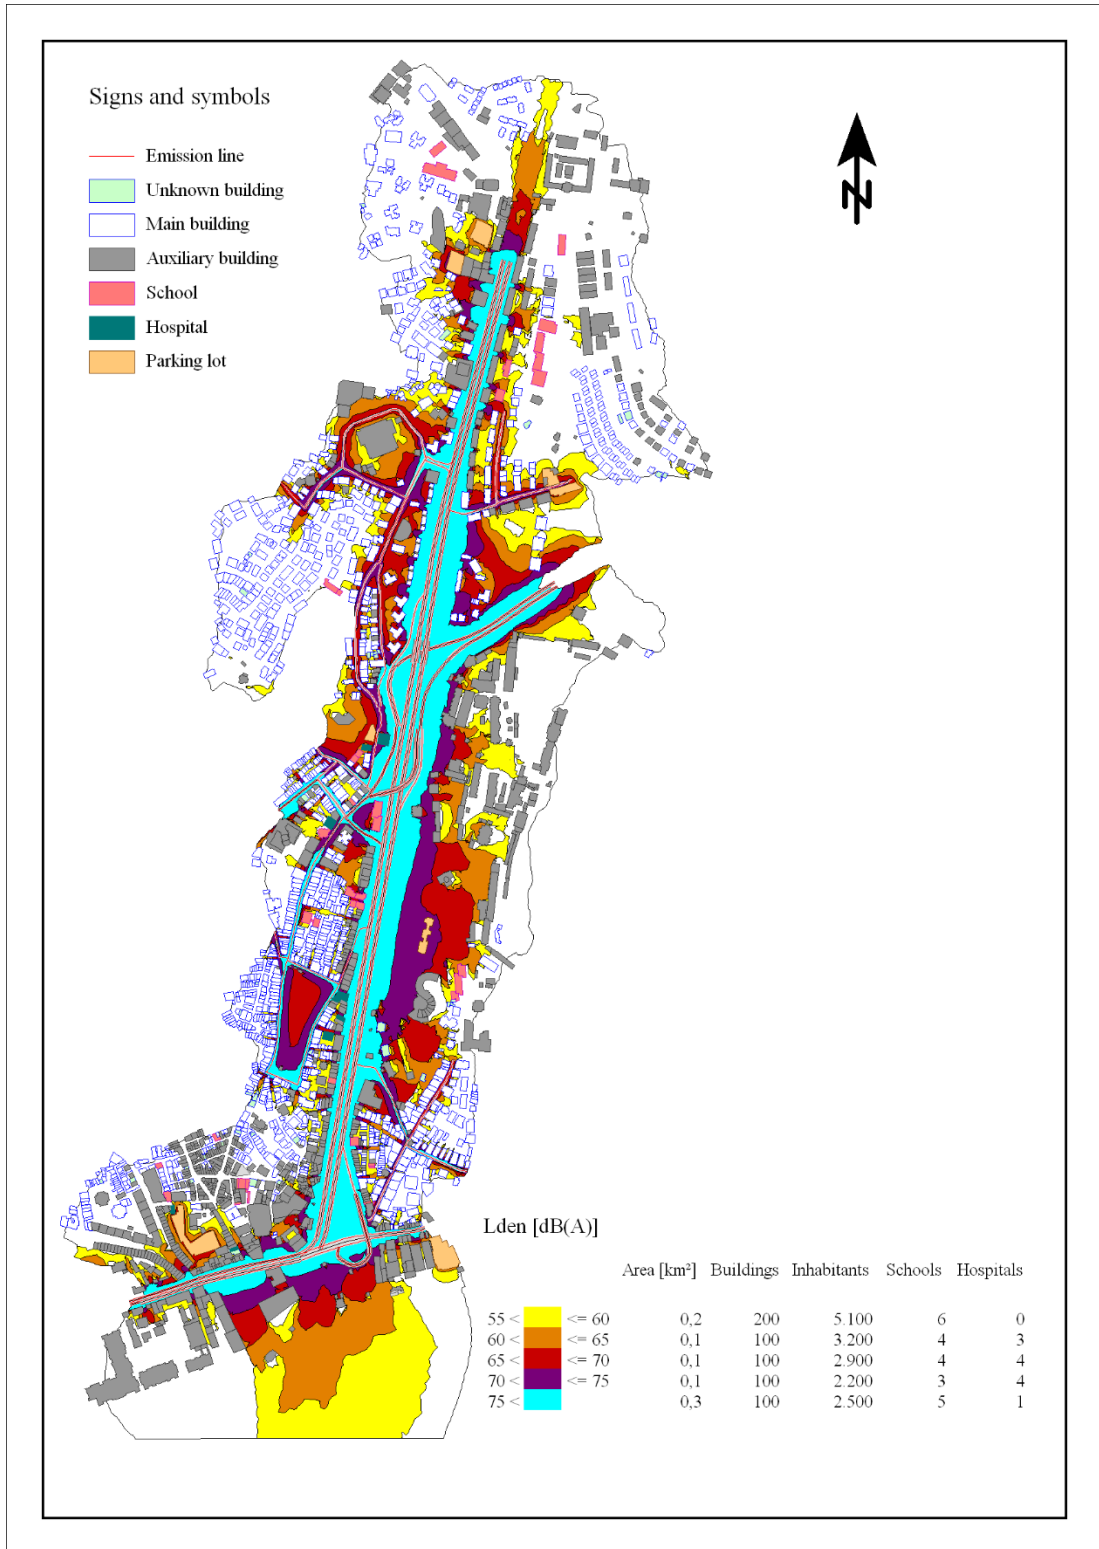 Signs and symbols
Emission line
Unknown building
Main building
Auxiliary building
School
Hospital
Parking lot
N
Lden [dB(A)]
Area [km²] Buildings Inhabitants Schools Hospitals
55 < <= 60 0,2 200 5.100 6 0
60 < <= 65 0,1 100 3.200 4 3
65 < <= 70 0,1 100 2.900 4 4
70 < <= 75 0,1 100 2.200 3 4
75 < 0,3 100 2.500 5 1